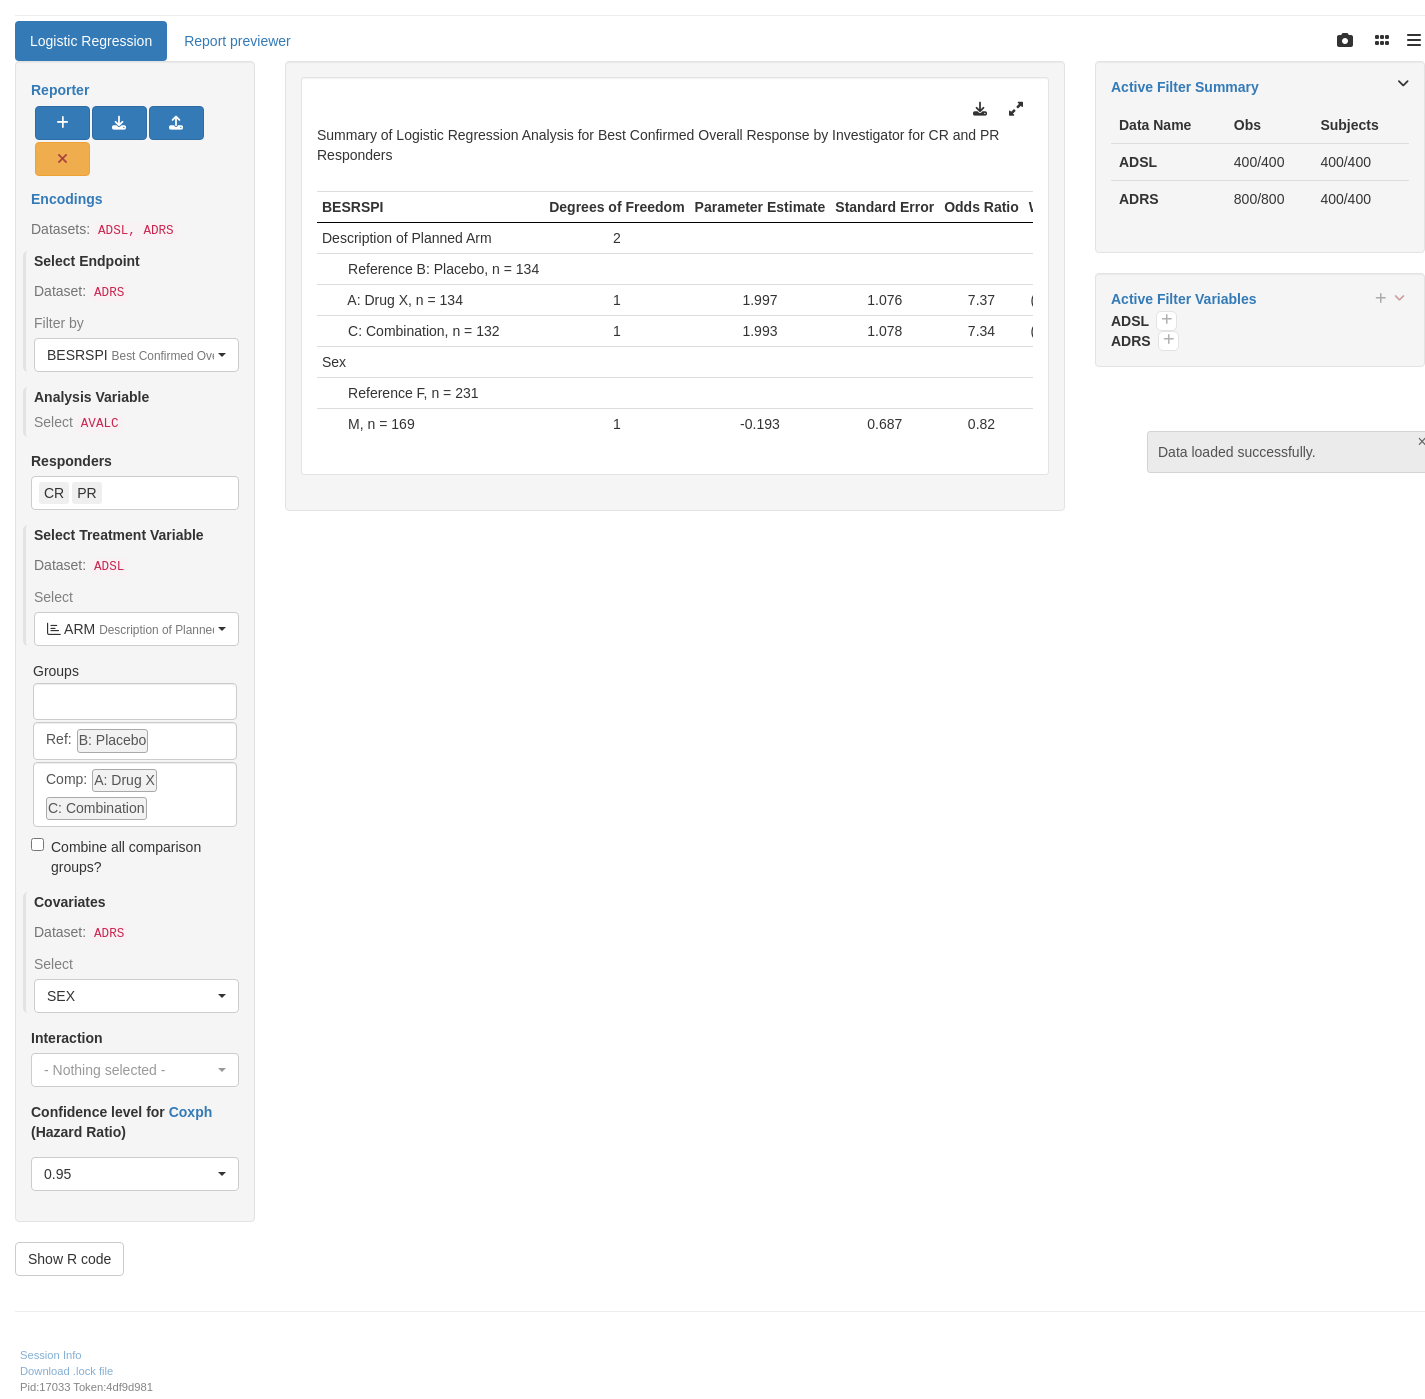 Logistic Regression
Report previewer
Reporter
Encodings
Datasets: ADSL, ADRS
Select Endpoint
Dataset: ADRS
Filter by
BESRSPI Best Confirmed Ove
Analysis Variable
Select AVALC
Responders
CR PR
Select Treatment Variable
Dataset: ADSL
Select
ARM Description of Planned
Groups
Ref: B: Placebo
Comp: A: Drug X
C: Combination
Combine all comparison
groups?
Covariates
Dataset: ADRS
Select
SEX
Interaction
- Nothing selected -
Confidence level for Coxph
(Hazard Ratio)
0.95
Show R code
Summary of Logistic Regression Analysis for Best Confirmed Overall Response by Investigator for CR and PR
Responders
BESRSPI Degrees of Freedom Parameter Estimate Standard Error Odds Ratio
Description of Planned Arm 2
Reference B: Placebo, n = 134
A: Drug X, n = 134 1 1.997 1.076 7.37 (
C: Combination, n = 132 1 1.993 1.078 7.34 (
Sex
Reference F, n = 231
M, n = 169 1 -0.193 0.687 0.82
Active Filter Summary
Data Name Obs Subjects
ADSL 400/400 400/400
ADRS 800/800 400/400
Active Filter Variables
ADSL
ADRS
Data loaded successfully.
Session Info
Download .lock file
Pid:17033 Token:4df9d981